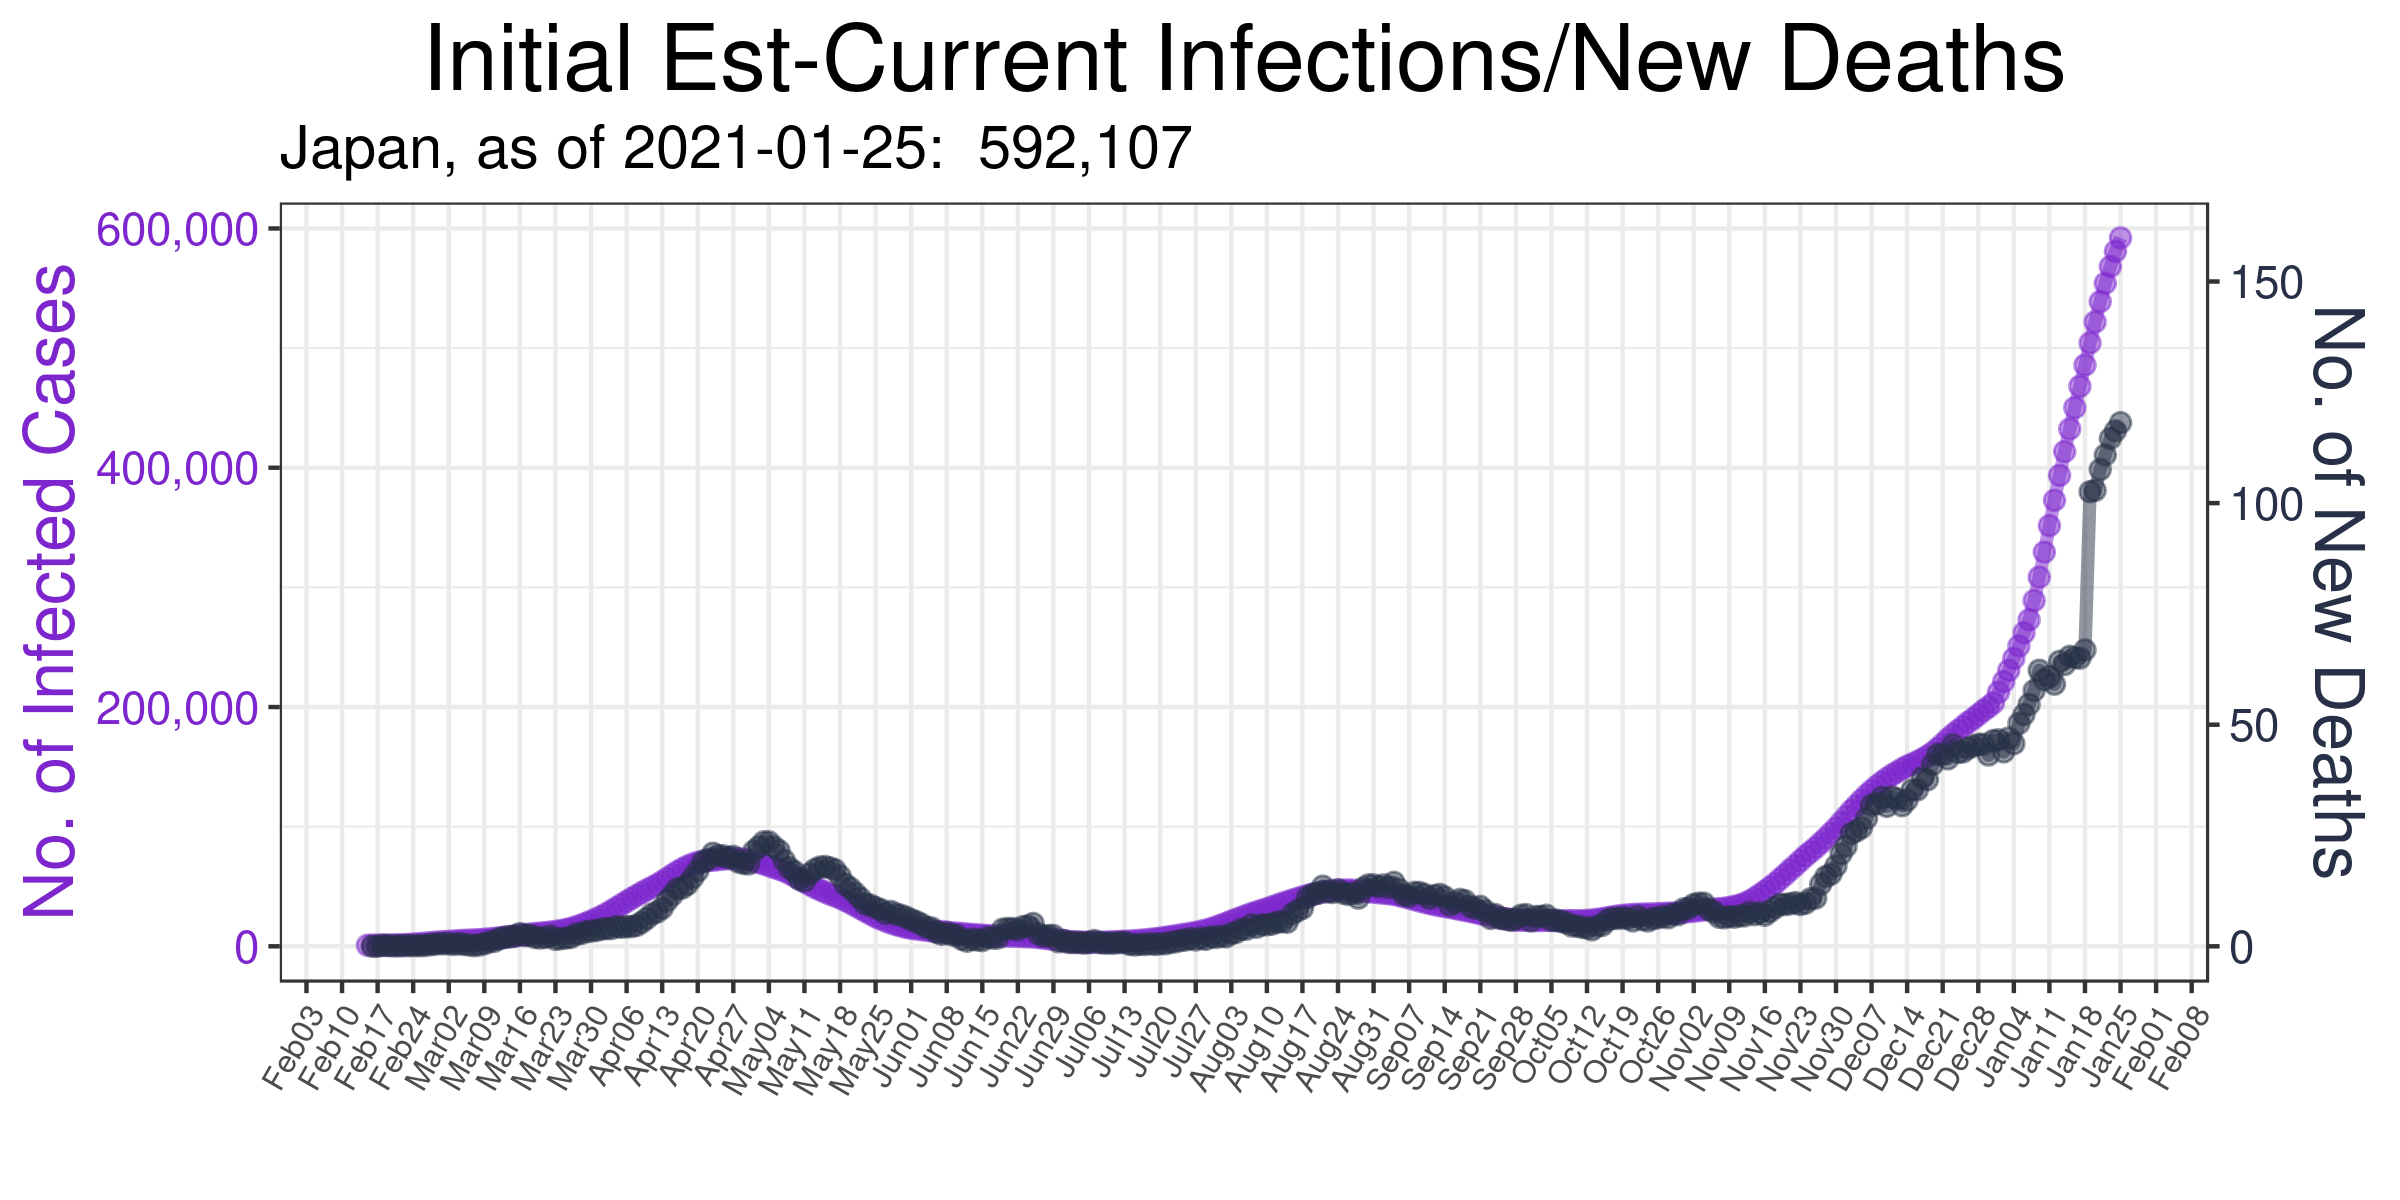 Initial Est-Current Infections/New Deaths
Japan, as of 2021-01-25:  592,107
No. of Infected Cases
600,000
400,000
200,000
0
150
100
50
0
No. of New Deaths
Feb03
Feb10
Feb17
Feb24
Mar02
Mar09
Mar16
Mar23
Mar30
Apr06
Apr13
Apr20
Apr27
May04
May11
May18
May25
Jun01
Jun08
Jun15
Jun22
Jun29
Jul06
Jul13
Jul20
Jul27
Aug03
Aug10
Aug17
Aug24
Aug31
Sep07
Sep14
Sep21
Sep28
Oct05
Oct12
Oct19
Oct26
Nov02
Nov09
Nov16
Nov23
Nov30
Dec07
Dec14
Dec21
Dec28
Jan04
Jan11
Jan18
Jan25
Feb01
Feb08